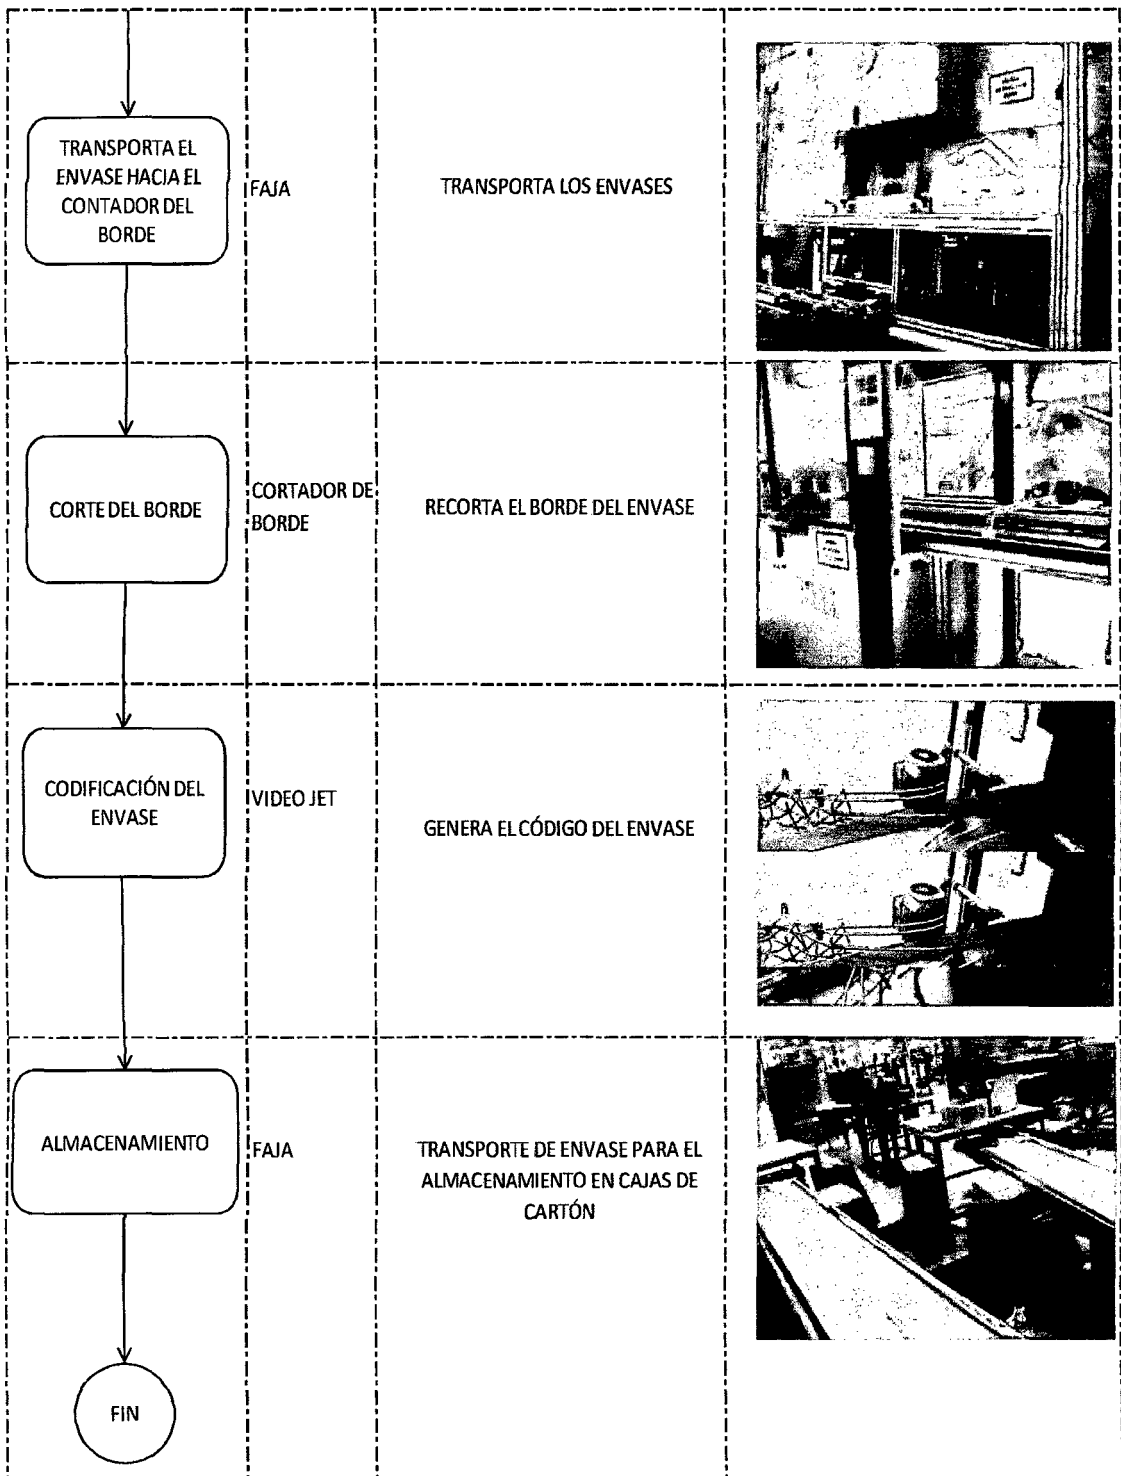 TRANSPORTA EL
ENVASE HACIA EL
CONTADOR DEL
BORDE
FAJA
TRANSPORTA LOS ENVASES
CORTE DEL BORDE
CORTADOR DE
BORDE
RECORTA EL BORDE DEL ENVASE
CODIFICACIÓN DEL
ENVASE
VIDEO JET
GENERA EL CÓDIGO DEL ENVASE
ALMACENAMIENTO
FAJA
TRANSPORTE DE ENVASE PARA EL
ALMACENAMIENTO EN CAJAS DE
CARTÓN
FIN